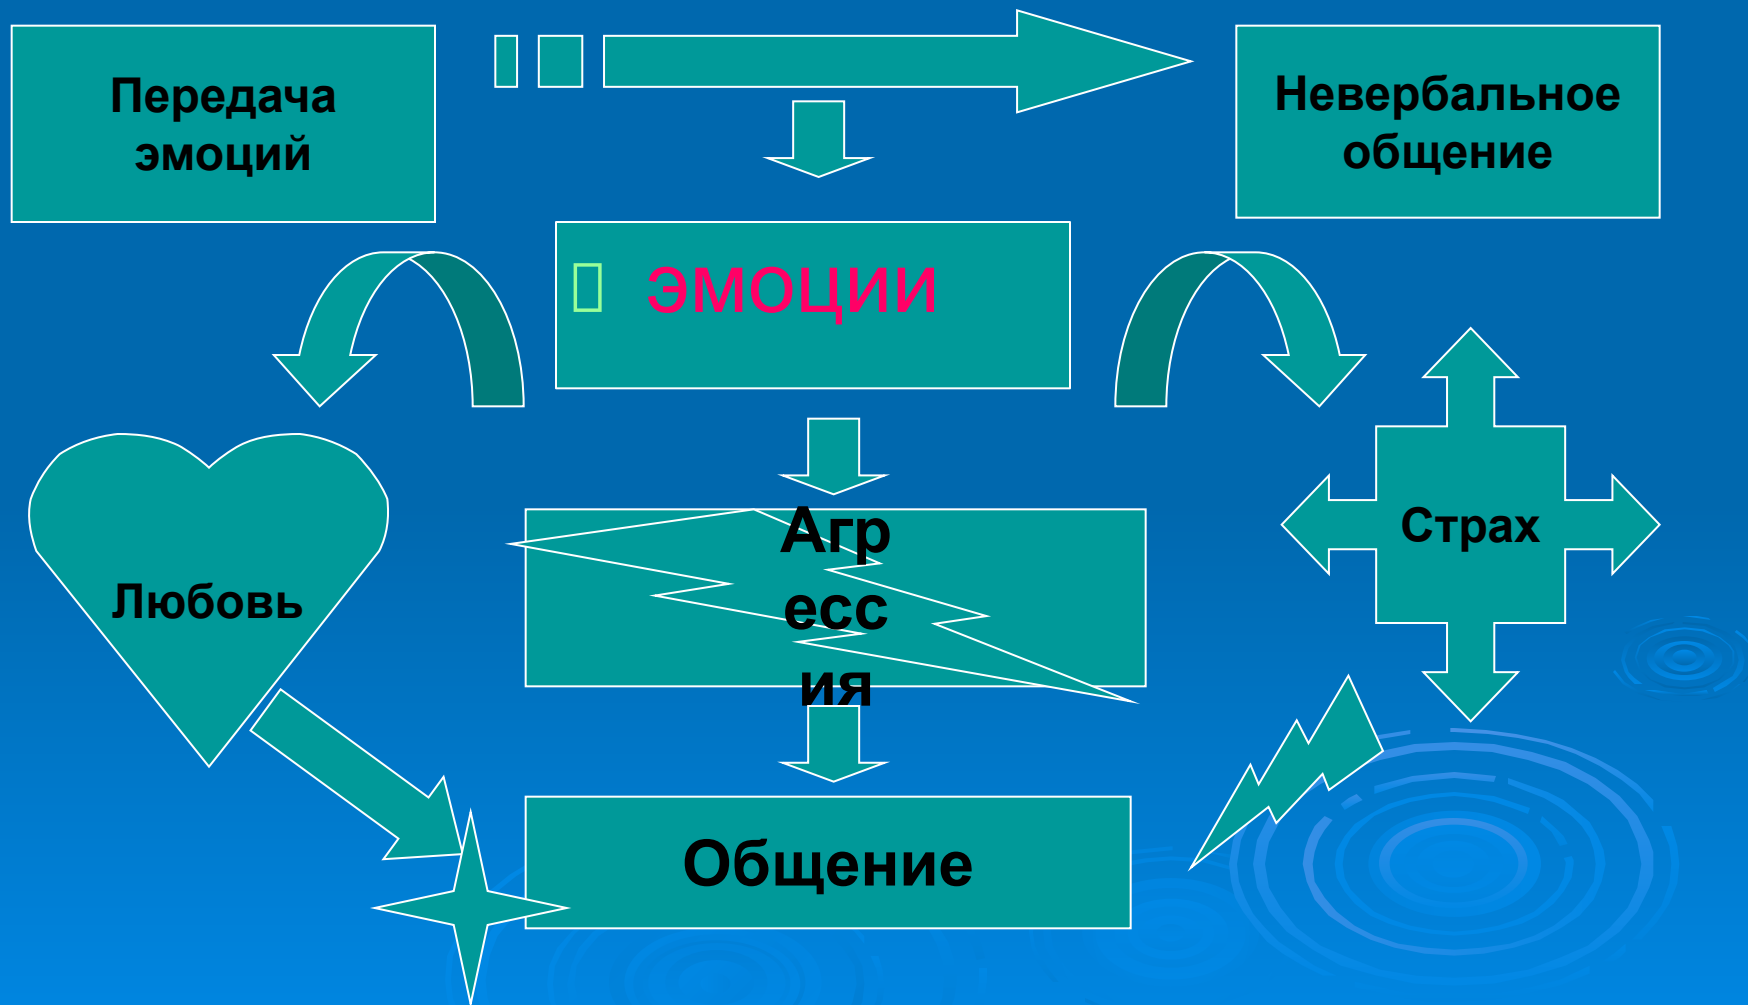 Передача
эмоций
Невербальное
общение
ЭМОЦИИ
Любовь
Агр
есс
ия
Страх
Общение